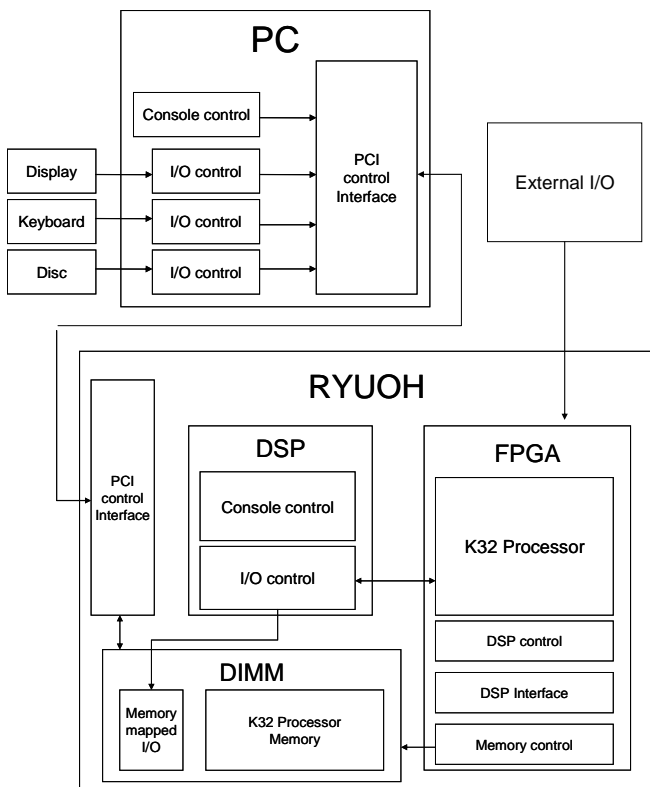 PC
Console control
Display
I/O control
Keyboard
I/O control
Disc
I/O control
PCI
control
Interface
External I/O
RYUOH
PCI
control
Interface
DSP
Console control
I/O control
FPGA
K32 Processor
DSP control
DSP Interface
Memory control
DIMM
Memory
mapped
I/O
K32 Processor
Memory